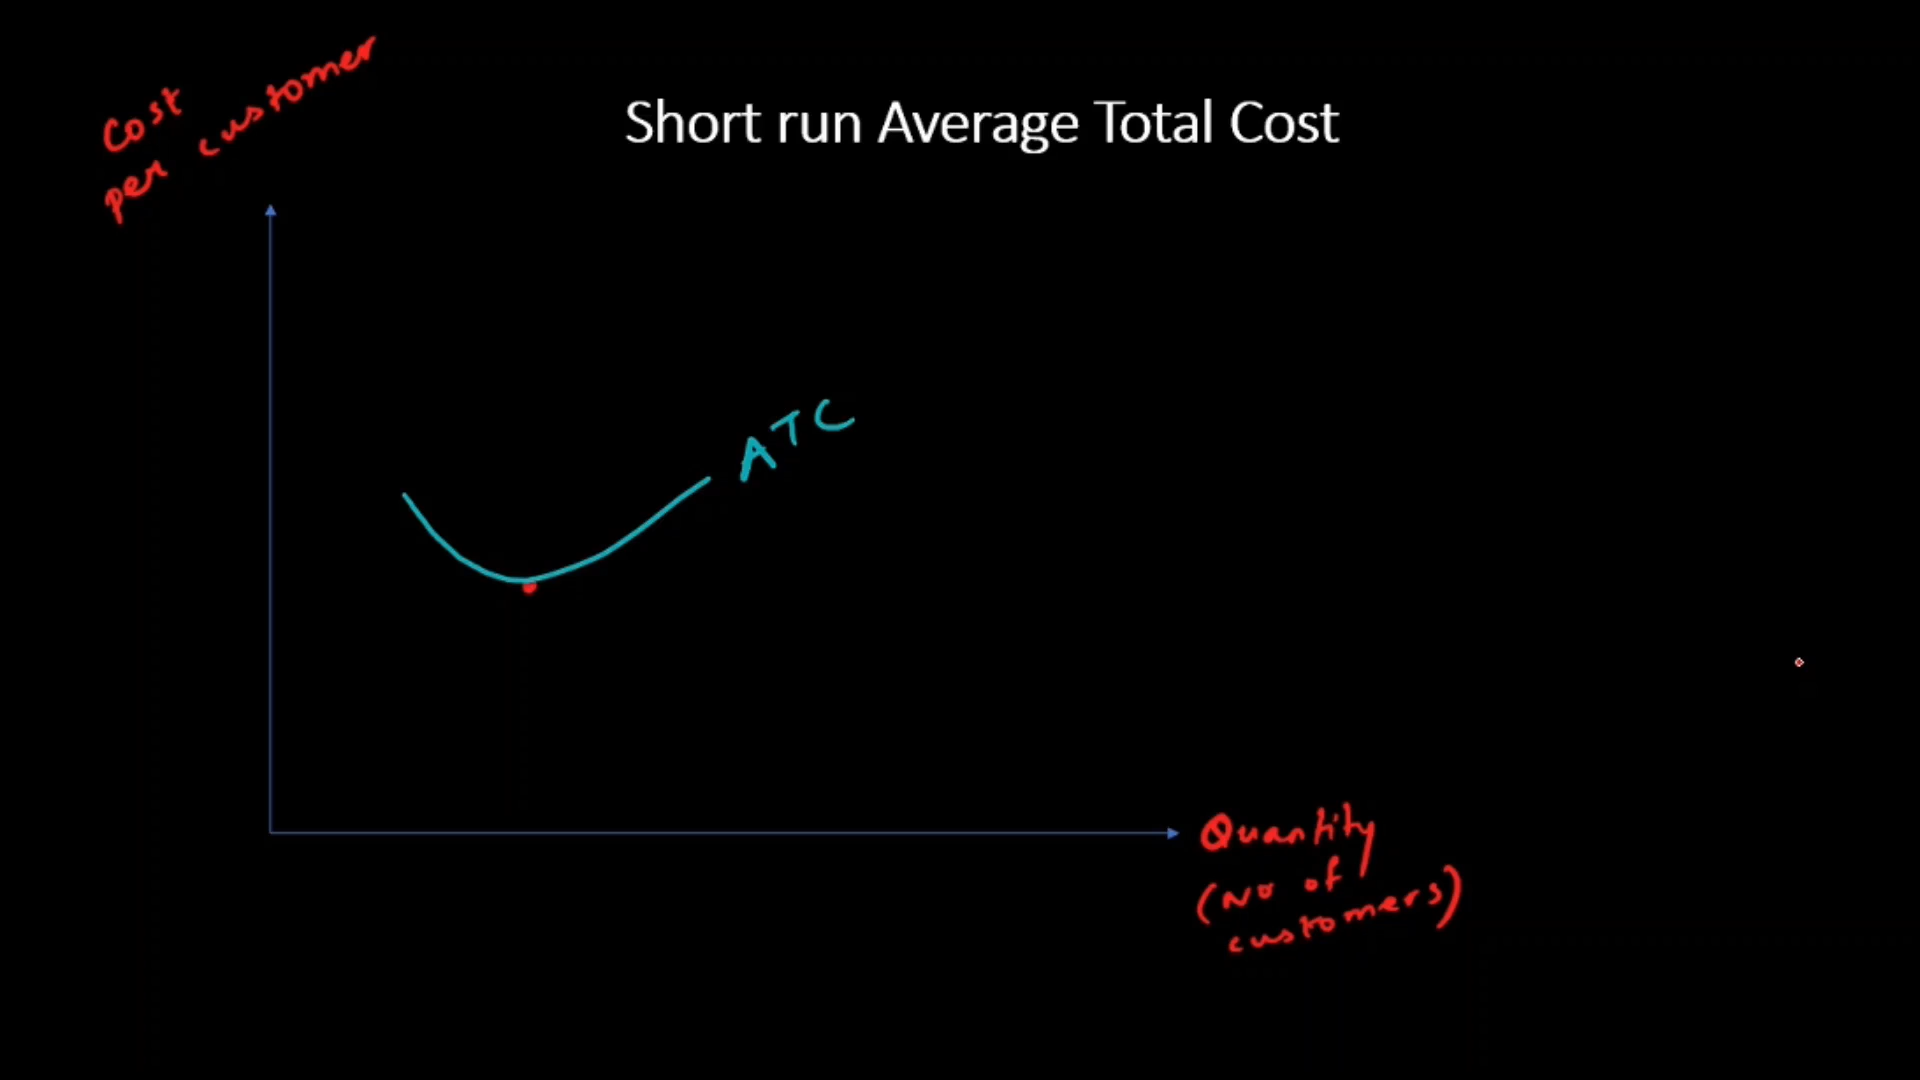 Cost
per customer
Short run Average Total Cost
ATC
Quantity
(No of
customers)